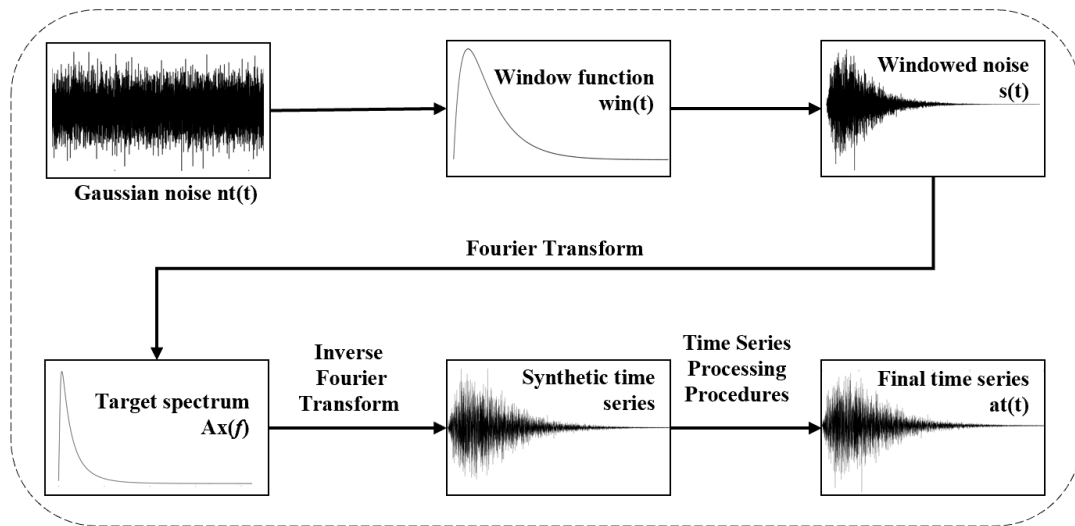 Window function
win(t)
Windowed noise
s(t)
Gaussian noise nt(t)
Fourier Transform
Target spectrum
Ax(f)
Inverse
Fourier
Transform
Synthetic time
series
Time Series
Processing
Procedures
Final time series
at(t)